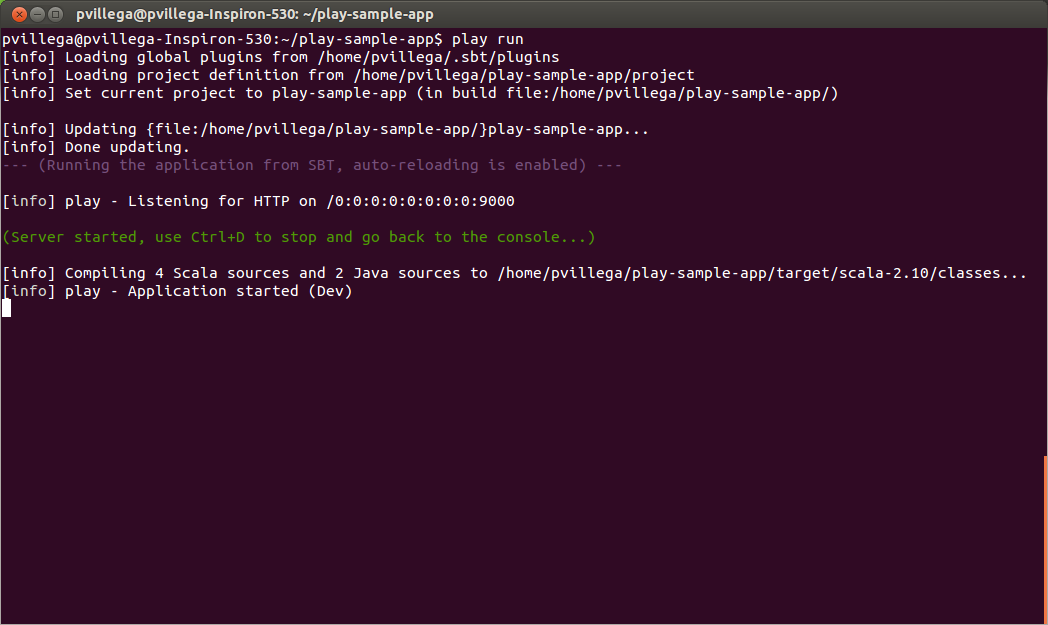 pvillega@pvillega-Inspiron-530: ~/play-sample-app
pvillega@pvillega-Inspiron-530:~/play-sample-app$ play run
[info] Loading global plugins from /home/pvillega/.sbt/plugins
[info] Loading project definition from /home/pvillega/play-sample-app/project
[info] Set current project to play-sample-app (in build file:/home/pvillega/play-sample-app/)
[info] Updating {file:/home/pvillega/play-sample-app/}play-sample-app...
[info] Done updating.
--- (Running the application from SBT, auto-reloading is enabled) ---
[info] play - Listening for HTTP on /0:0:0:0:0:0:0:0:9000
(Server started, use Ctrl+D to stop and go back to the console...)
[info] Compiling 4 Scala sources and 2 Java sources to /home/pvillega/play-sample-app/target/scala-2.10/classes...
[info] play - Application started (Dev)